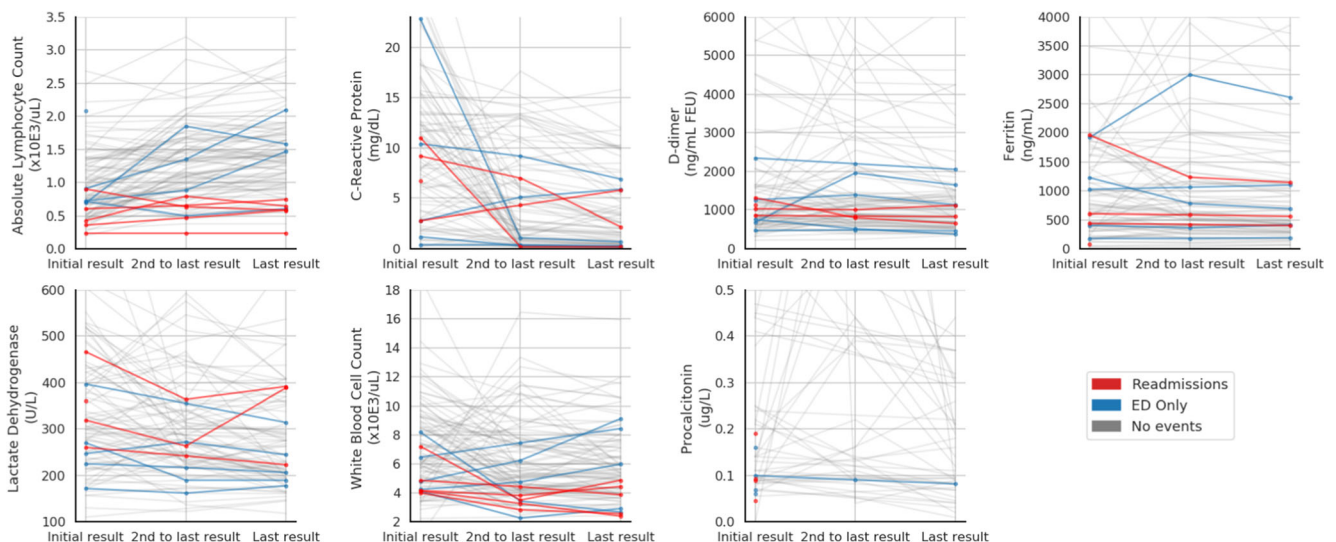 3.5
3.0
2.5
2.0
1.5
1.0
0.5
0.0
Absolute Lymphocyte Count
(x10E3/uL)
Initial result 2nd to last result Last result
20
15
10
5
0
C-Reactive Protein
(mg/dL)
Initial result 2nd to last result Last result
6000
5000
4000
3000
2000
1000
0
D-dimer
(ng/mL FEU)
Initial result 2nd to last result Last result
4000
3500
3000
2500
2000
1500
1000
500
0
Ferritin
(ng/mL)
Initial result 2nd to last result Last result
600
500
400
300
200
100
Lactate Dehydrogenase
(U/L)
Initial result 2nd to last result Last result
18
16
14
12
10
8
6
4
2
White Blood Cell Count
(x10E3/uL)
Initial result 2nd to last result Last result
0.5
0.4
0.3
0.2
0.1
0.0
Procalcitonin
(ug/L)
Initial result 2nd to last result Last result
Readmissions
ED Only
No events